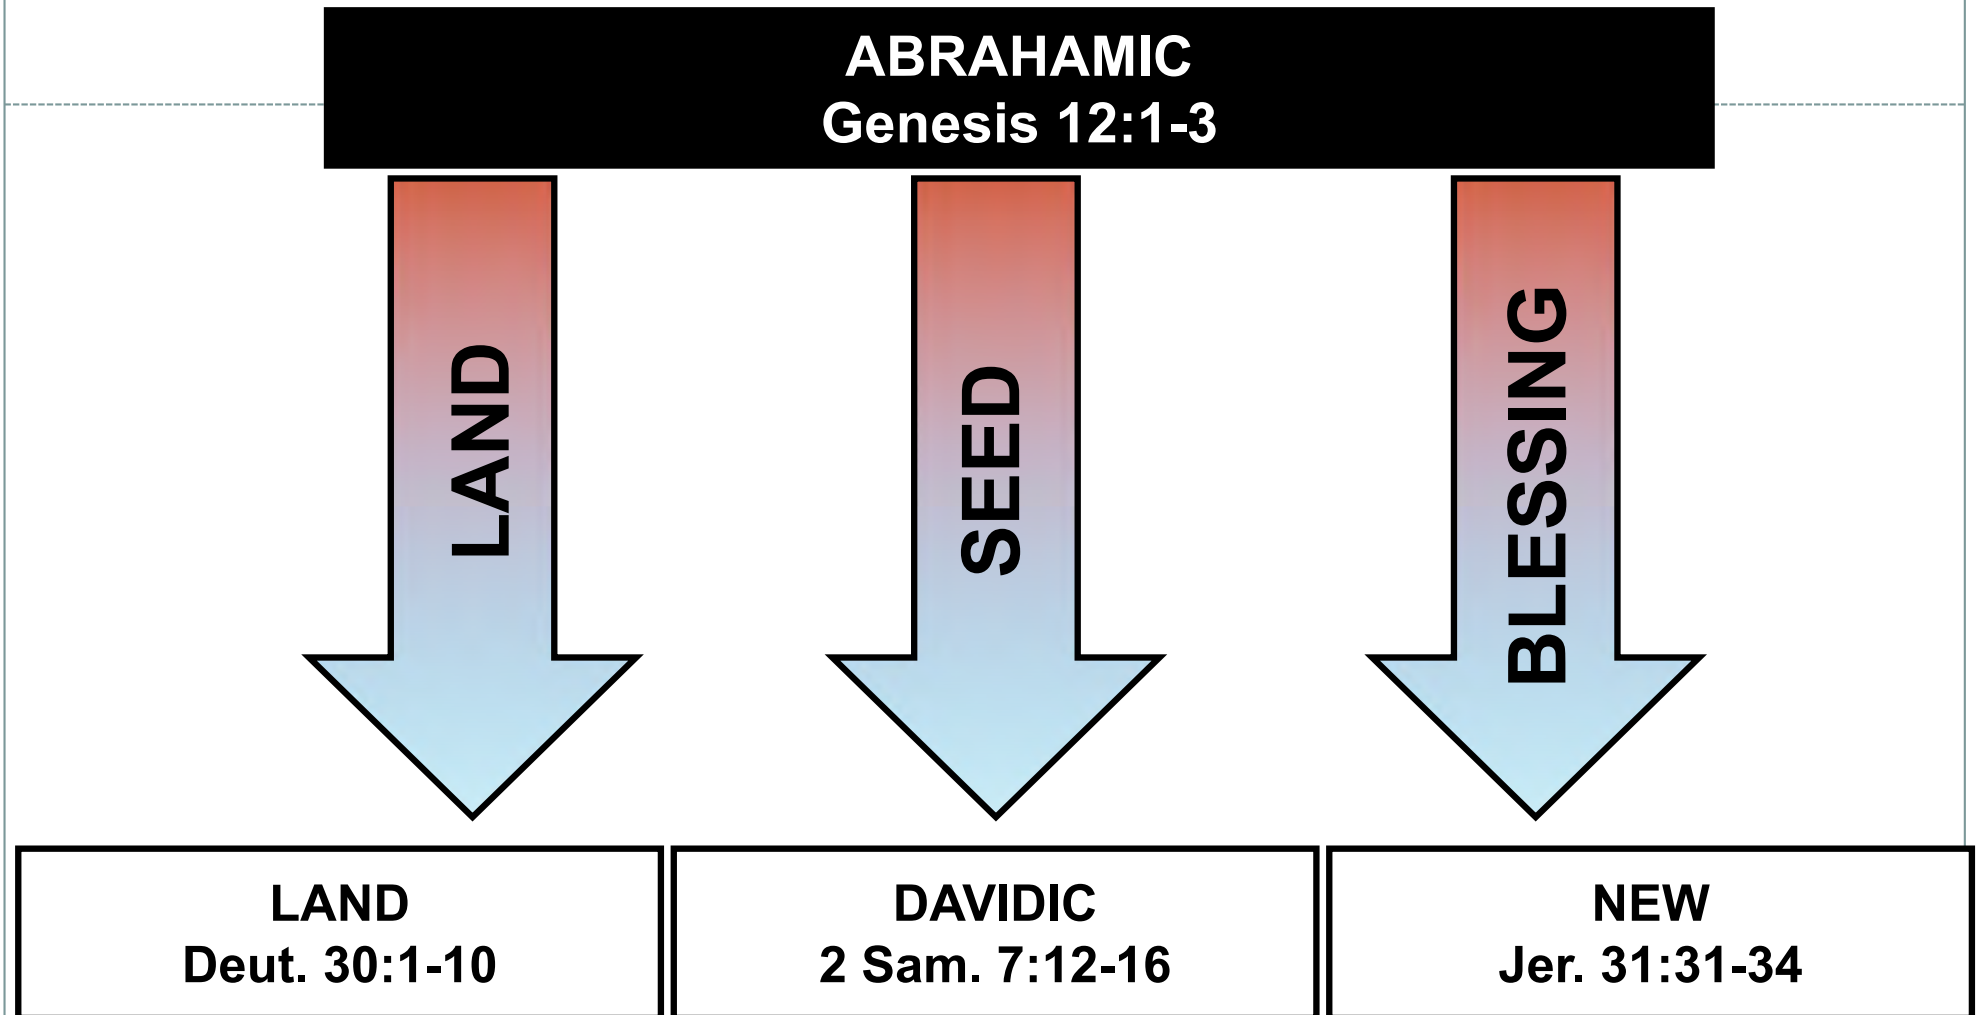 ABRAHAMIC
Genesis 12:1-3
LAND
SEED
BLESSING
LAND
Deut. 30:1-10
DAVIDIC
2 Sam. 7:12-16
NEW
Jer. 31:31-34